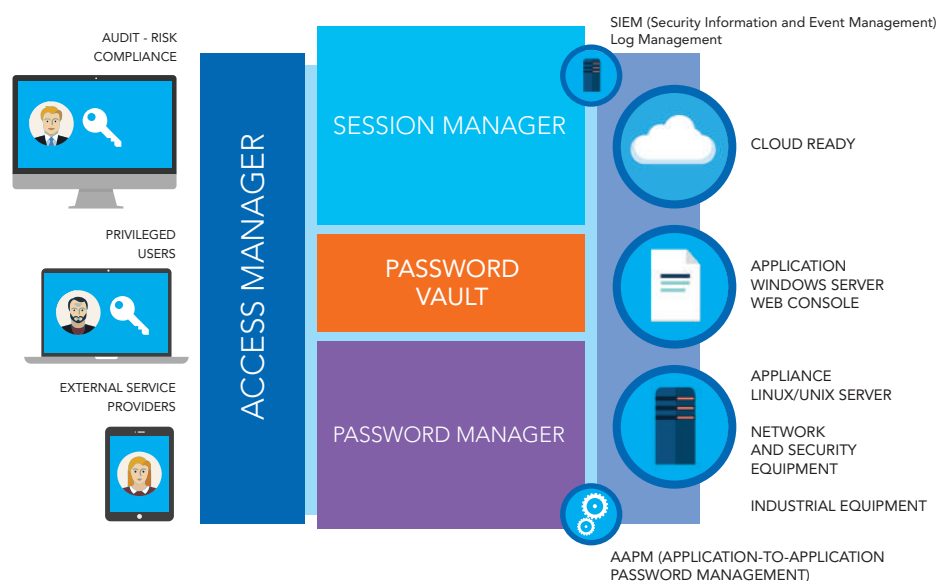 AUDIT - RISK
COMPLIANCE
PRIVILEGED
USERS
EXTERNAL SERVICE
PROVIDERS
ACCESS MANAGER
SESSION MANAGER
PASSWORD
VAULT
PASSWORD MANAGER
SIEM (Security Information and Event Management)
Log Management
CLOUD READY
APPLICATION
WINDOWS SERVER
WEB CONSOLE
APPLIANCE
LINUX/UNIX SERVER
NETWORK
AND SECURITY
EQUIPMENT
INDUSTRIAL EQUIPMENT
AAPM (APPLICATION-TO-APPLICATION
PASSWORD MANAGEMENT)